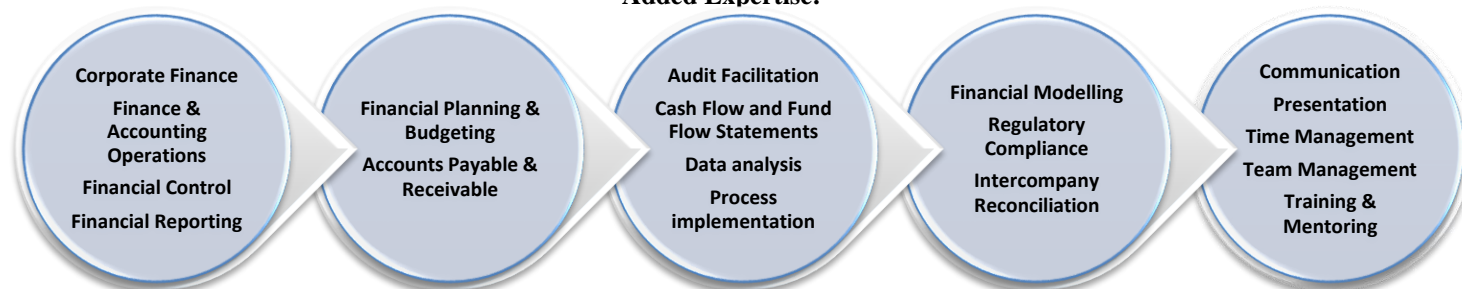 Added Expertise:
Corporate Finance
Finance &
Accounting
Operations
Financial Control
Financial Reporting
Financial Planning &
Budgeting
Accounts Payable &
Receivable
Audit Facilitation
Cash Flow and Fund
Flow Statements
Data analysis
Process
implementation
Financial Modelling
Regulatory
Compliance
Intercompany
Reconciliation
Communication
Presentation
Time Management
Team Management
Training &
Mentoring